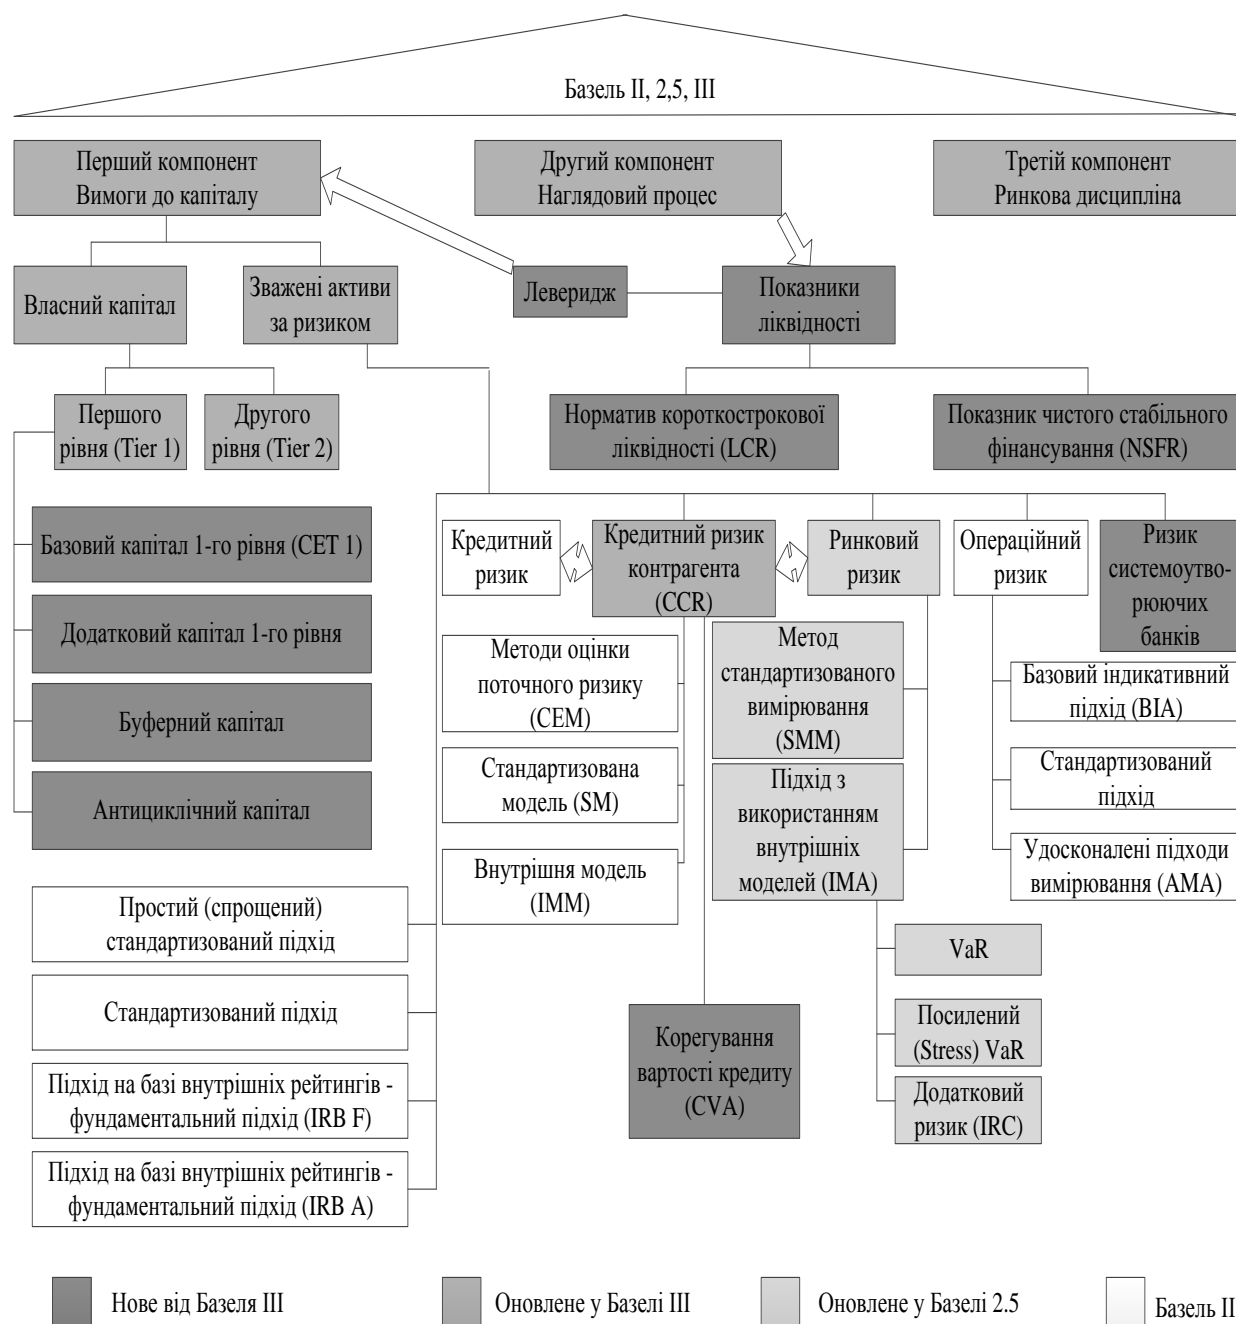 Базель II, 2,5, III
Перший компонент
Вимоги до капіталу
Другий компонент
Наглядовий процес
Третій компонент
Ринкова дисципліна
Власний капітал
Зважені активи
за ризиком
Леверидж
Показники
ліквідності
Першого
рівня (Tier 1)
Другого
рівня (Tier 2)
Норматив короткострокової
ліквідності (LCR)
Показник чистого стабільного
фінансування (NSFR)
Базовий капітал 1-го рівня (CET 1)
Додатковий капітал 1-го рівня
Буферний капітал
Антициклічний капітал
Кредитний
ризик
Кредитний ризик
контрагента
(CCR)
Ринковий
ризик
Операційний
ризик
Ризик
системоутво-
рюючих
банків
Методи оцінки
поточного ризику
(CEM)
Стандартизована
модель (SM)
Внутрішня модель
(IMM)
Метод
стандартизованого
вимірювання
(SMM)
Підхід з
використанням
внутрішніх
моделей (IMA)
Базовий індикативний
підхід (BIA)
Стандартизований
підхід
Удосконалені підходи
вимірювання (AMA)
Простий (спрощений)
стандартизований підхід
Стандартизований підхід
Підхід на базі внутрішніх рейтингів -
фундаментальний підхід (IRB F)
Підхід на базі внутрішніх рейтингів -
фундаментальний підхід (IRB A)
Корегування
вартості кредиту
(CVA)
VaR
Посилений
(Stress) VaR
Додатковий
ризик (IRC)
Нове від Базеля III
Оновлене у Базелі III
Оновлене у Базелі 2.5
Базель II